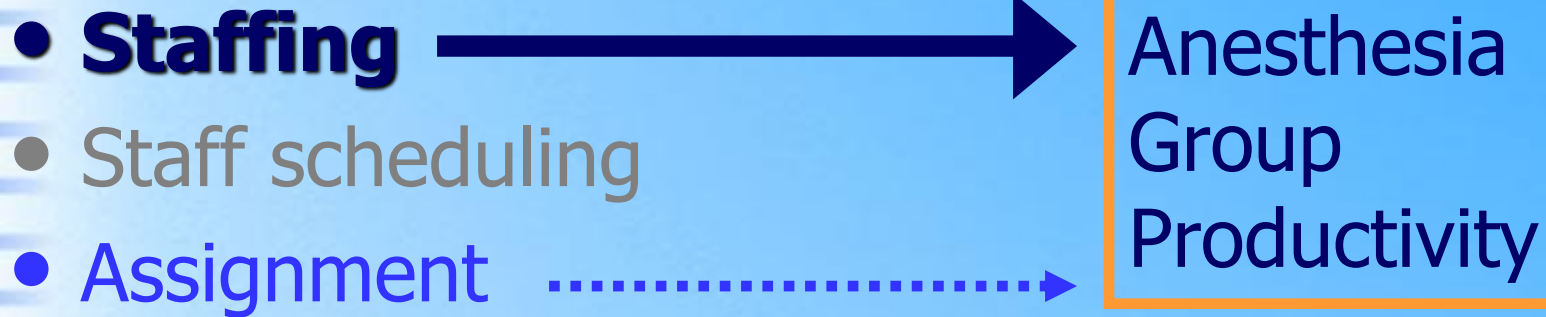 • Staffing
• Staff scheduling
• Assignment
Anesthesia
Group
Productivity